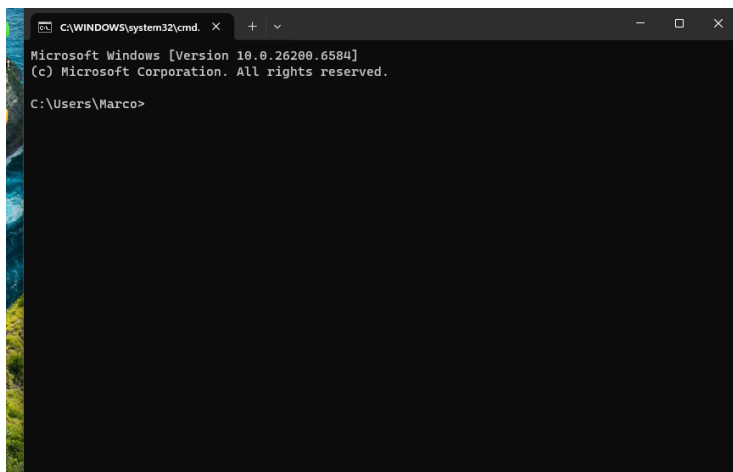 C:\WINDOWS\system32\cmd.
Microsoft Windows [Version 10.0.26200.6584]
(c) Microsoft Corporation. All rights reserved.
C:\Users\Marco>